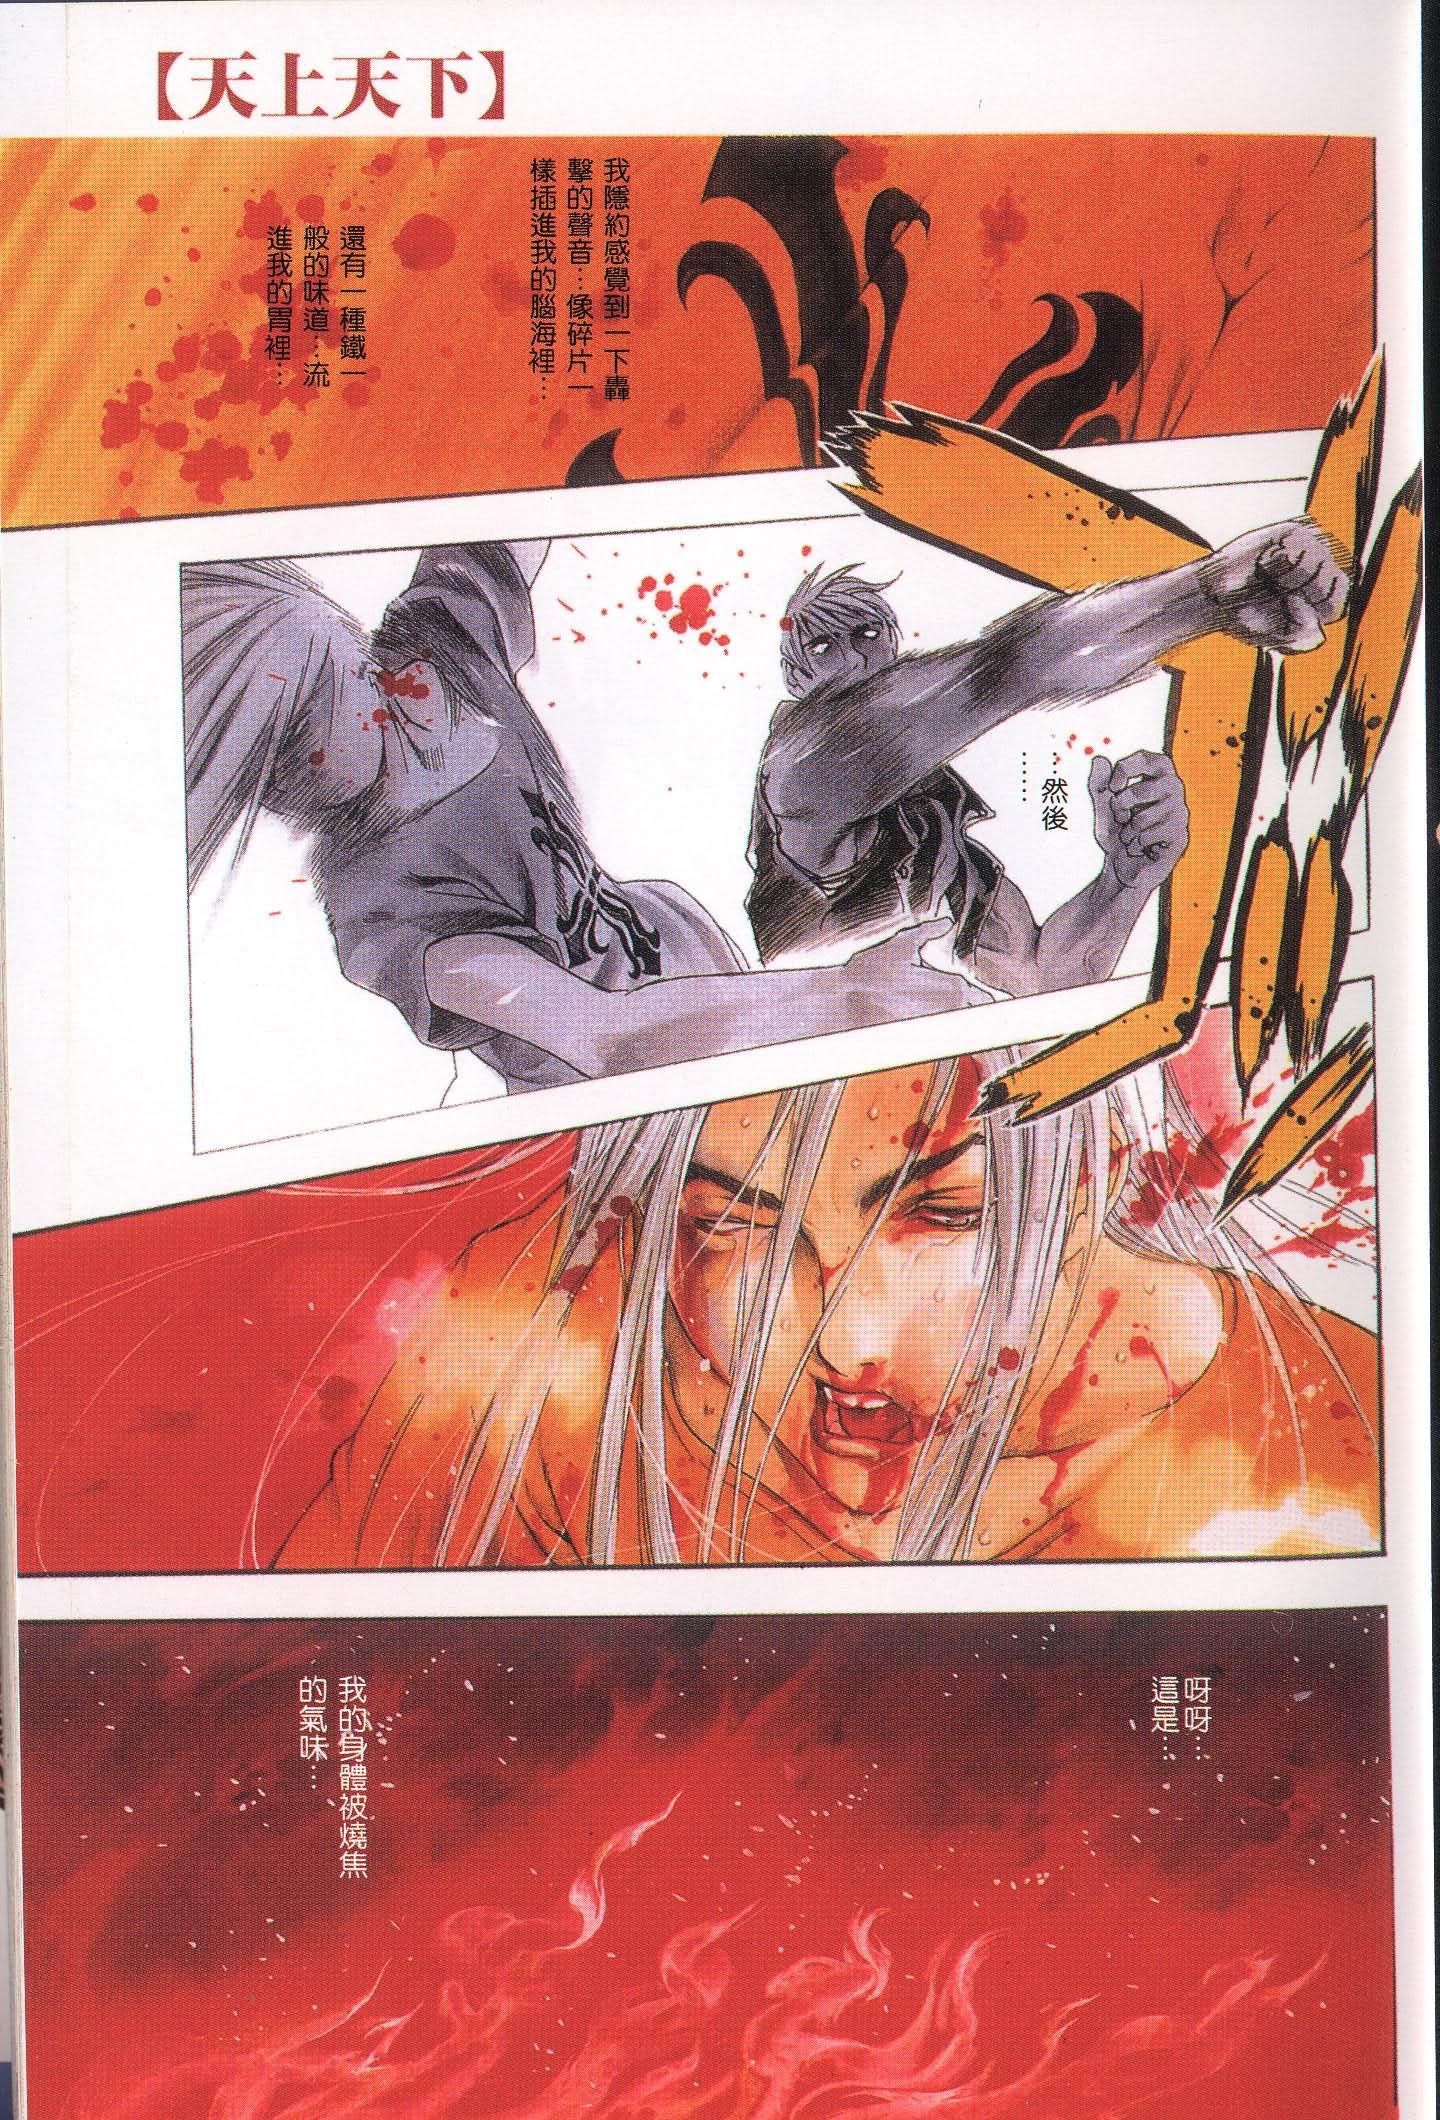 【天上天下】
我隱約感覺到一下轟
擊的聲音…像碎片一
樣插進我的腦海裡…
還有一種鐵一
般的味道…流
進我的胃裡…
…然後
……
呀呀…
這是…
我的身體被燒焦
的氣味…